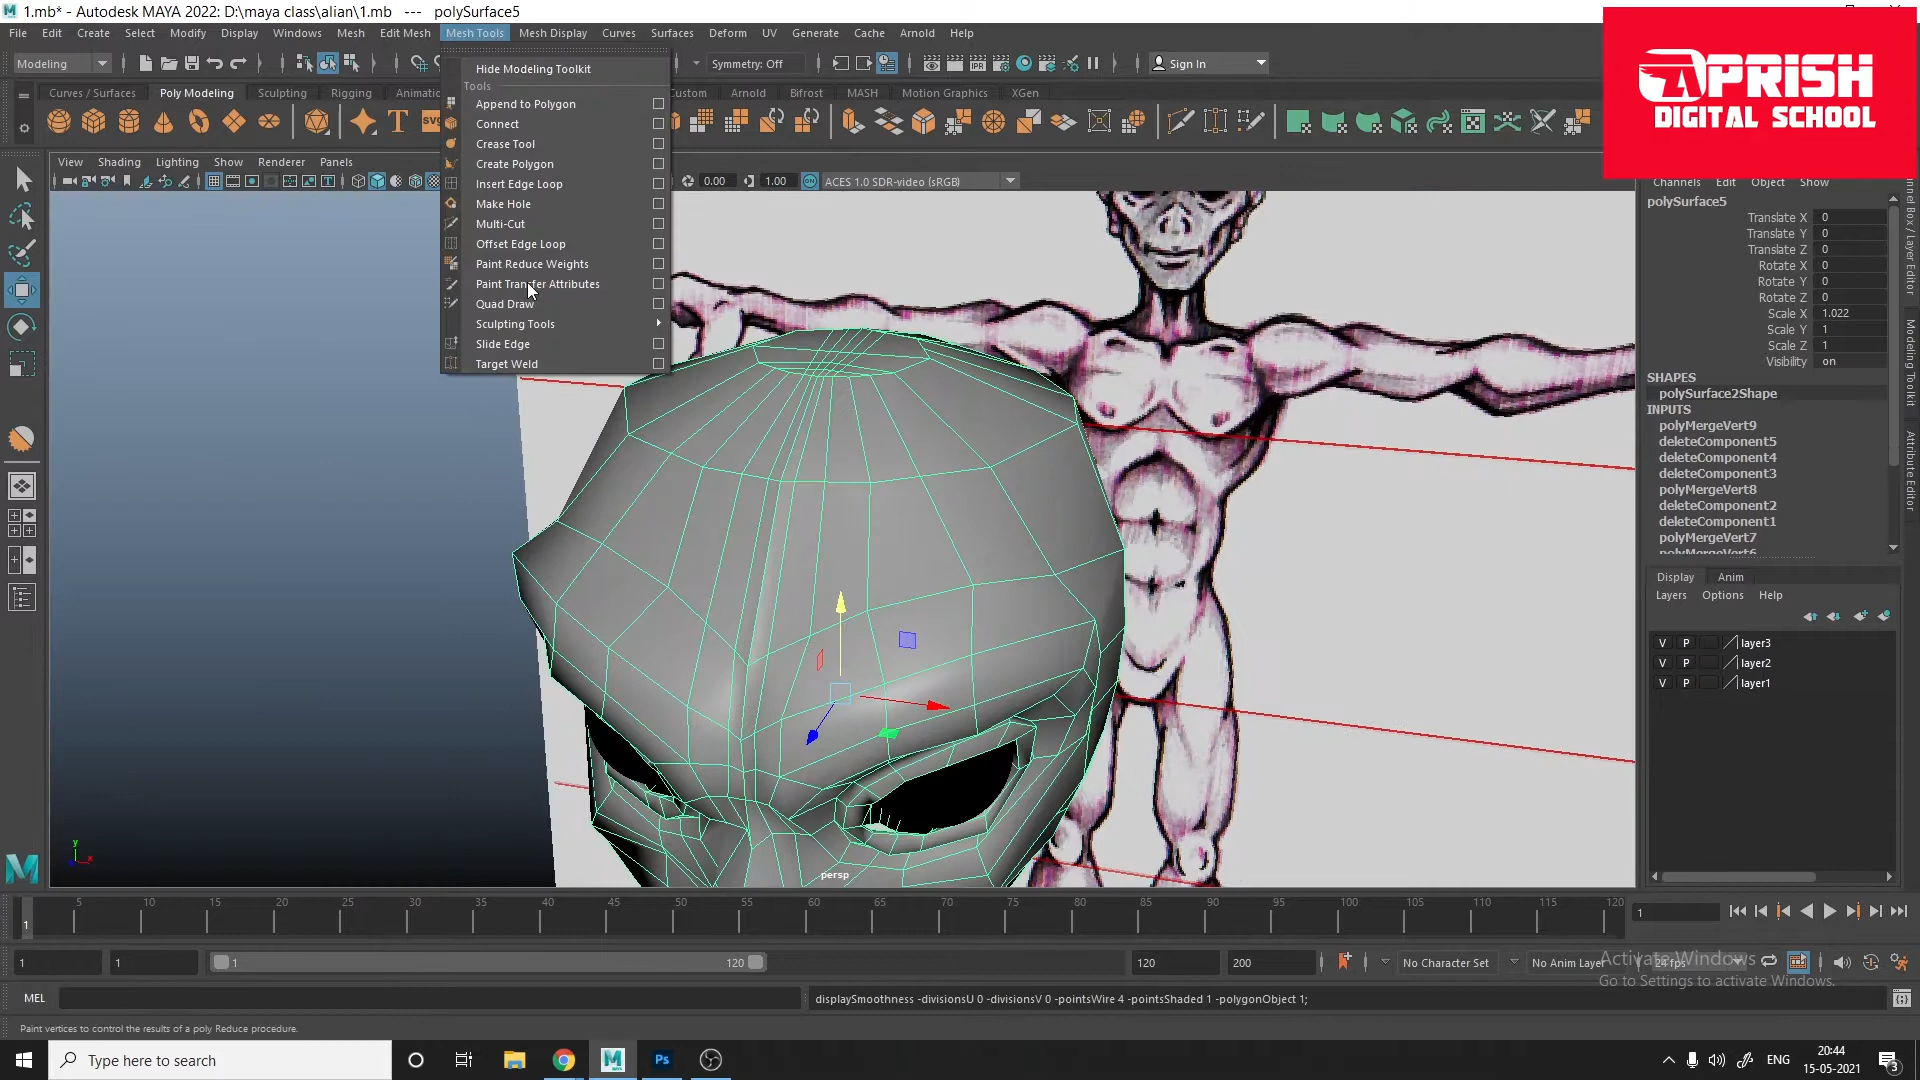 1.mb* - Autodesk MAYA 2022: D:\maya class\alian\1.mb --- polySurface5
File Edit Create Select Modify Display Windows Mesh Edit Mesh Mesh Tools Mesh Display Curves Surfaces Deform UV Generate Cache Arnold Help
Modeling Symmetry: Off Sign In
Curves / Surfaces Poly Modeling Sculpting Rigging Arnold Bifrost MASH Motion Graphics XGen
View Shading Lighting Show Renderer Panels
0.00 1.00 ACES 1.0 SDR-video (sRGB)
Hide Modeling Toolkit
Tools
Append to Polygon
Connect
Crease Tool
Create Polygon
Insert Edge Loop
Make Hole
Multi-Cut
Offset Edge Loop
Paint Reduce Weights
Paint Transfer Attributes
Quad Draw
Sculpting Tools
Slide Edge
Target Weld
APRISH
DIGITAL SCHOOL
Channels Edit Object Show
polySurface5
Translate X 0
Translate Y 0
Translate Z 0
Rotate X 0
Rotate Y 0
Rotate Z 0
Scale X 1.022
Scale Y 1
Scale Z 1
Visibility on
SHAPES
polySurface2Shape
INPUTS
polyMergeVert9
deleteComponent5
deleteComponent4
deleteComponent3
polyMergeVert8
deleteComponent2
deleteComponent1
polyMergeVert7
polyMergeVert6
Display Anim
Layers Options Help
V P layer3
V P layer2
V P layer1
Modeling Toolkit
Attribute Editor
y
x
persp
5 10 15 20 25 30 35 40 45 50 55 60 65 70 75 80 85 90 95 100 105 110 115 120
1 1
1 1 1 120 120 200 No Character Set No Anim Layer 24 fps
Activate Windows
Go to Settings to activate Windows.
MEL displaySmoothness -divisionsU 0 -divisionsV 0 -pointsWire 4 -pointsShaded 1 -polygonObject 1;
Paint vertices to control the results of a poly Reduce procedure.
Type here to search
Ps
ENG
20:44
15-05-2021
3